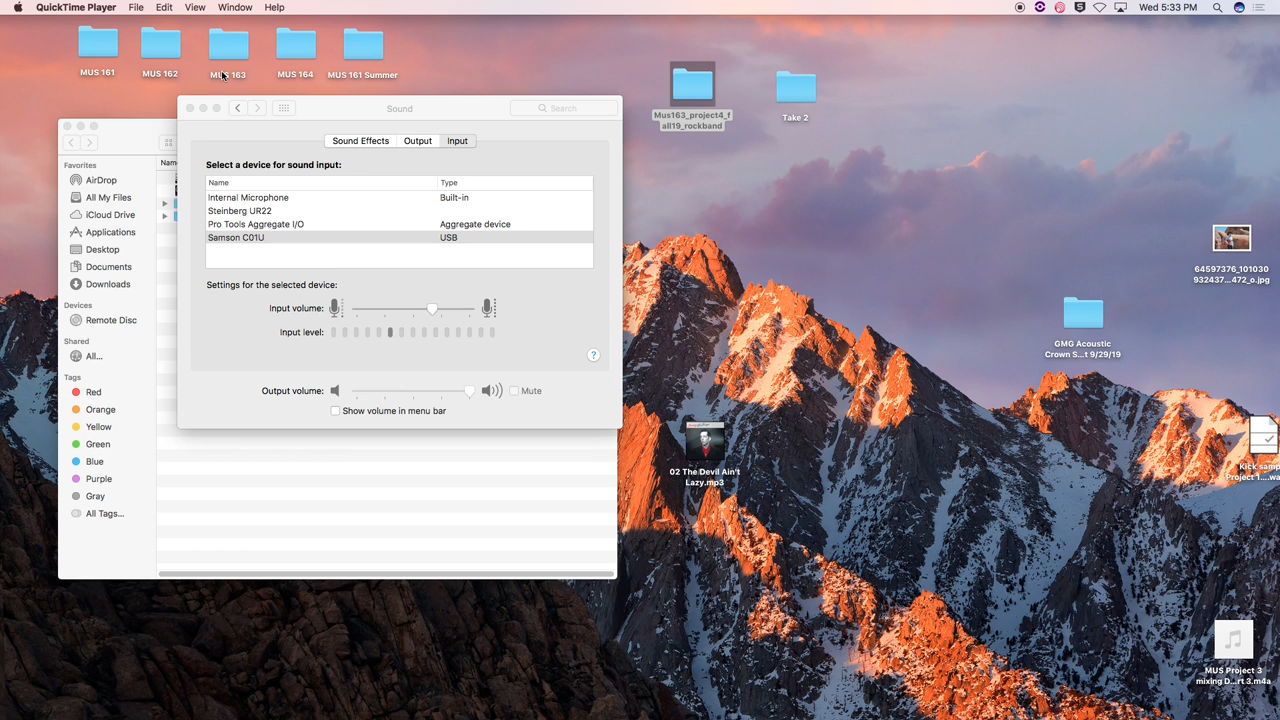 QuickTime Player File Edit View Window Help Wed 5:33 PM
MUS 161 MUS 162 MUS 163 MUS 164 MUS 161 Summer
Mus163_project4_f
all19_rockband
Take 2
Sound
Search
Sound Effects Output Input
Select a device for sound input:
Name Type
Internal Microphone Built-in
Steinberg UR22
Pro Tools Aggregate I/O Aggregate device
Samson C01U USB
Settings for the selected device:
Input volume:
Input level:
?
Output volume: Mute
Show volume in menu bar
Favorites
AirDrop
All My Files
iCloud Drive
Applications
Desktop
Documents
Downloads
Devices
Remote Disc
Shared
All...
Tags
Red
Orange
Yellow
Green
Blue
Purple
Gray
All Tags...
64597376_101030
932437...472_o.jpg
GMG Acoustic
Crown S...t 9/29/19
02 The Devil Ain't
Lazy.mp3
Kick samp
Project 1....wa
MUS Project 3
mixing D...rt 3.m4a